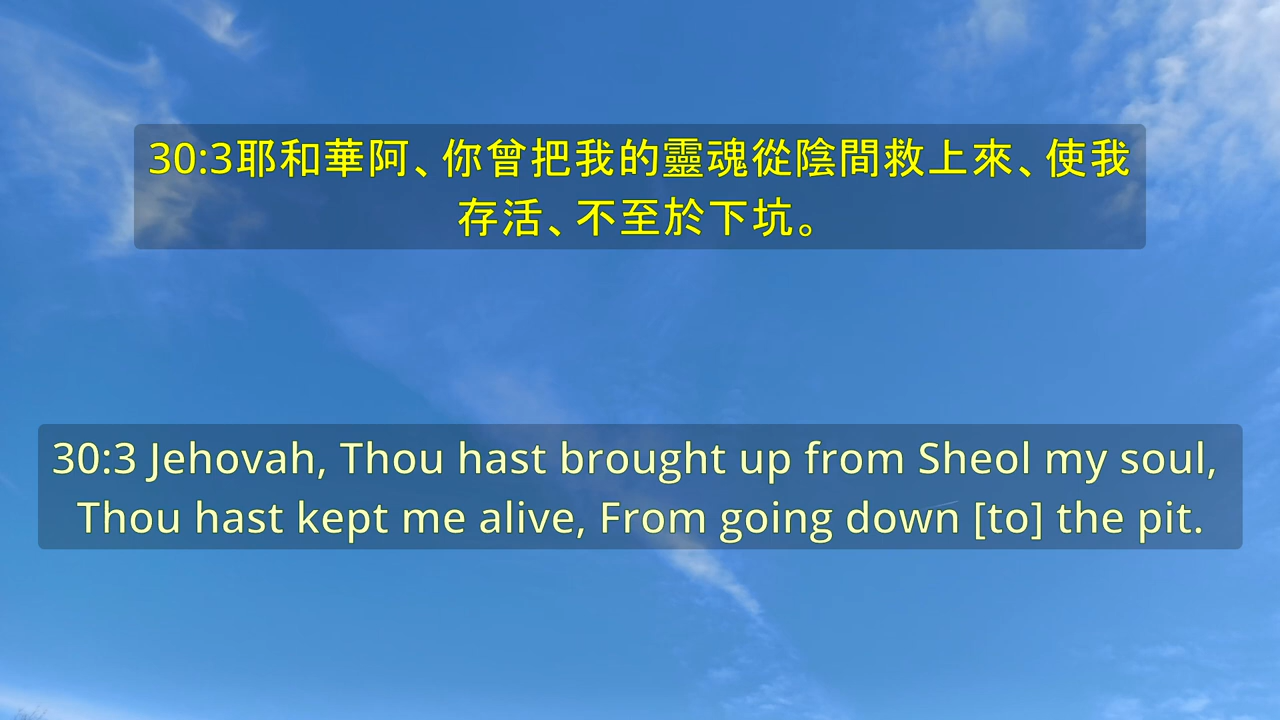 30:3耶和華阿、你曾把我的靈魂從陰間救上來、使我
存活、不至於下坑。
30:3 Jehovah, Thou hast brought up from Sheol my soul,
Thou hast kept me alive, From going down [to] the pit.